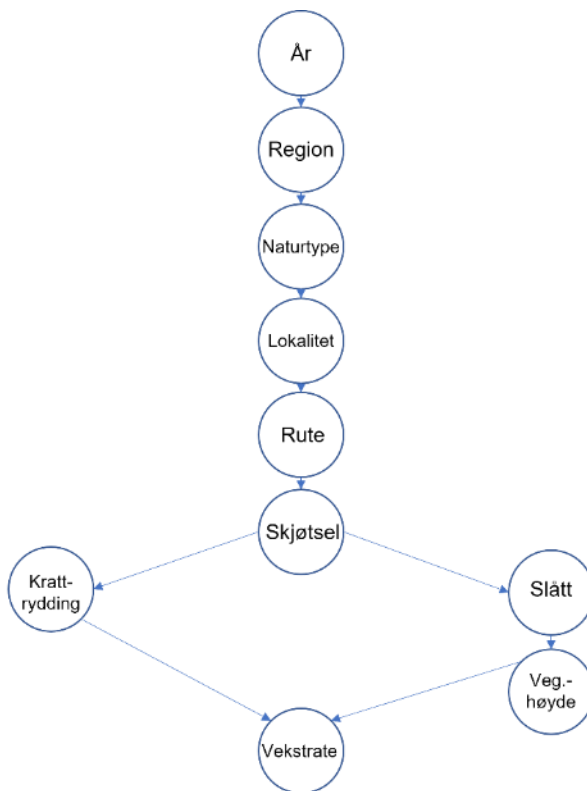 År
Region
Naturtype
Lokalitet
Rute
Skjøtsel
Kratt-
rydding
Slått
Veg.-
høyde
Vekstrate